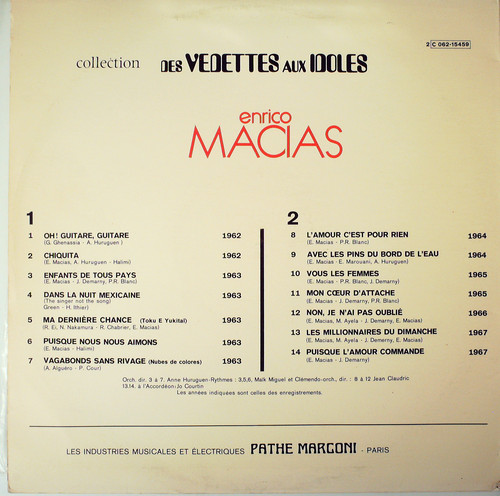 2 C 062-15459
collection DES VEDETTES AUX IDOLES
enrico
MACIAS
1
1 OH! GUITARE, GUITARE 1962
(G. Ghenassia - A. Huruguen)
2 CHIQUITA 1962
(E. Macias, A. Huruguen - Halimi)
3 ENFANTS DE TOUS PAYS 1963
(E. Macias - J. Demarny, P.R. Blanc)
4 DANS LA NUIT MEXICAINE 1963
(The singer not the song)
Green - H. Ithier)
5 MA DERNIÈRE CHANCE (Toku E Yukital) 1963
(R. Ei, N. Nakamura - R. Chabrier, E. Macias)
6 PUISQUE NOUS NOUS AIMONS 1963
(E. Macias - Halimi)
7 VAGABONDS SANS RIVAGE (Nubes de colores) 1963
(A. Alguéro - P. Cour)
2
8 L'AMOUR C'EST POUR RIEN 1964
(E. Macias - P.R. Blanc)
9 AVEC LES PINS DU BORD DE L'EAU 1964
(E. Macias - E. Marouani, A. Huruguen)
10 VOUS LES FEMMES 1965
(E. Macias - P.R. Blanc, J. Demarny)
11 MON CŒUR D'ATTACHE 1965
(E. Macias - J. Demarny, P.R. Blanc)
12 NON, JE N'AI PAS OUBLIÉ 1966
(E. Macias, M. Ayela - J. Demarny, E. Macias)
13 LES MILLIONNAIRES DU DIMANCHE 1967
(E. Macias, M. Ayela - J. Demarny, E. Macias)
14 PUISQUE L'AMOUR COMMANDE 1967
(E. Macias - J. Demarny)
Orch. dir. 3 à 7. Anne Huruguen-Rythmes : 3,5,6, Malk Miguel et Clémendo-orch., dir. : 8 à 12 Jean Claudric
13.14. à l'Accordéon:Jo Courtin
Les années indiquées sont celles des enregistrements.
LES INDUSTRIES MUSICALES ET ÉLECTRIQUES PATHE MARCONI - PARIS